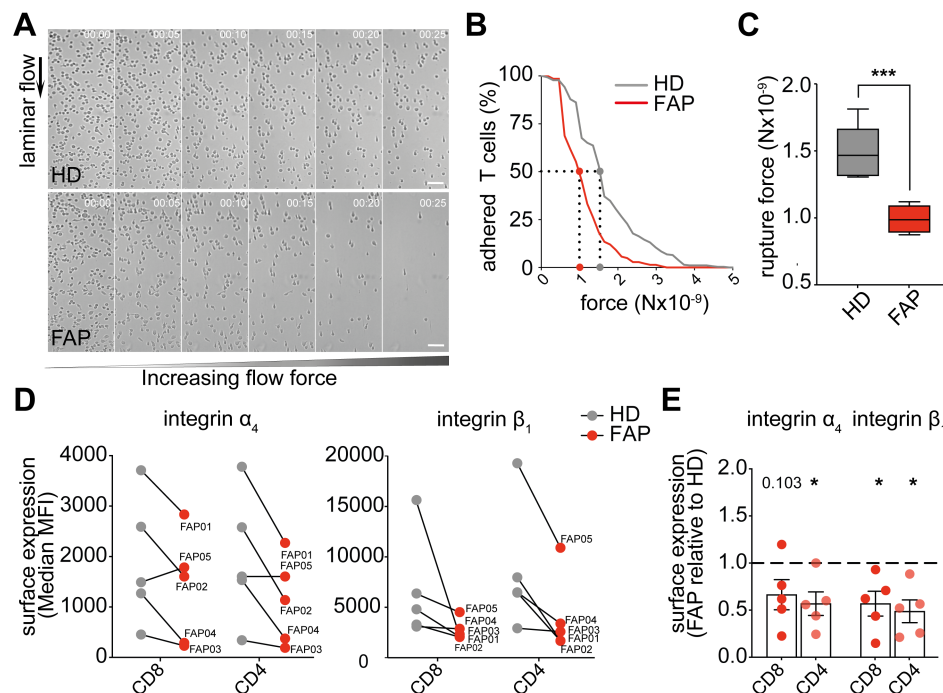 A
laminar flow
00:00 00:05 00:10 00:15 00:20 00:25
HD
00:00 00:05 00:10 00:15 00:20 00:25
FAP
Increasing flow force
B
HD
FAP
adhered T cells (%)
100
75
50
25
0
0 1 2 3 4 5
force (Nx10-9)
C
***
rupture force (Nx10-9)
2.0
1.5
1.0
0.5
HD FAP
D
integrin α4
integrin β1
HD
FAP
surface expression
(Median MFI)
4000
3000
2000
1000
0
FAP01
FAP05
FAP02
FAP04
FAP03
FAP01
FAP05
FAP02
FAP04
FAP03
CD8 CD4
20000
15000
10000
5000
0
FAP05
FAP04
FAP03
FAP01
FAP02
FAP05
FAP04
FAP03
FAP01
FAP02
CD8 CD4
E
integrin α4 integrin β
surface expression
(FAP relative to HD)
2.0
1.5
1.0
0.5
0.0
0.103 * * *
CD8 CD4 CD8 CD4